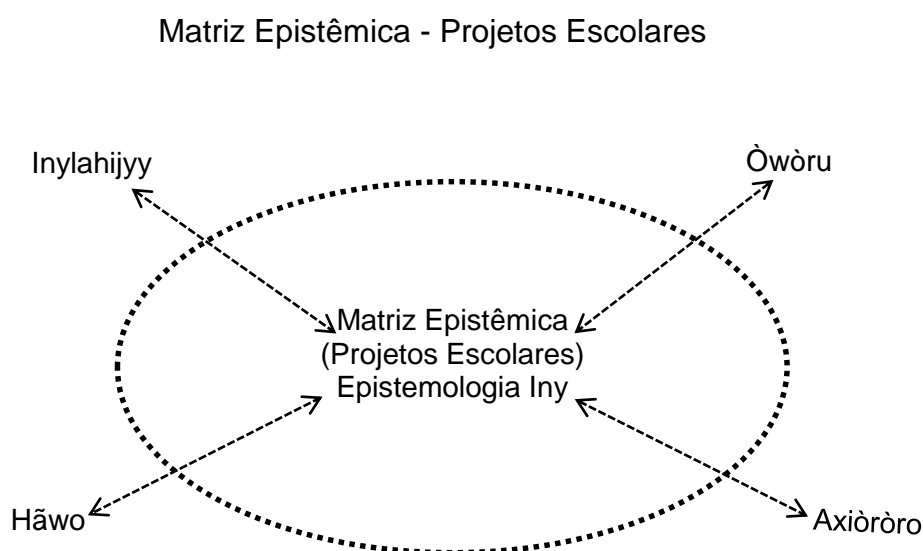 Matriz Epistêmica - Projetos Escolares
Inylahijyy
Òwòru
Matriz Epistêmica
(Projetos Escolares)
Epistemologia Iny
Hãwo
Axiòròro